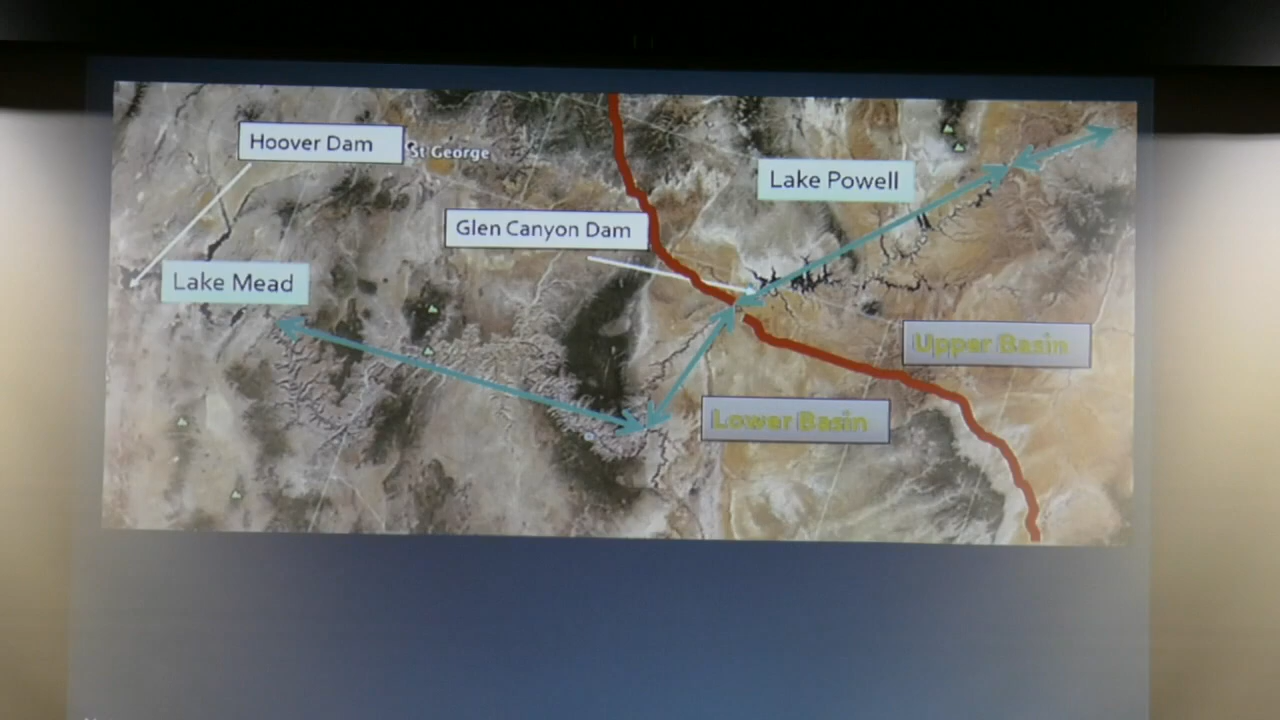 Hoover Dam
St George
Lake Powell
Glen Canyon Dam
Lake Mead
Upper Basin
Lower Basin